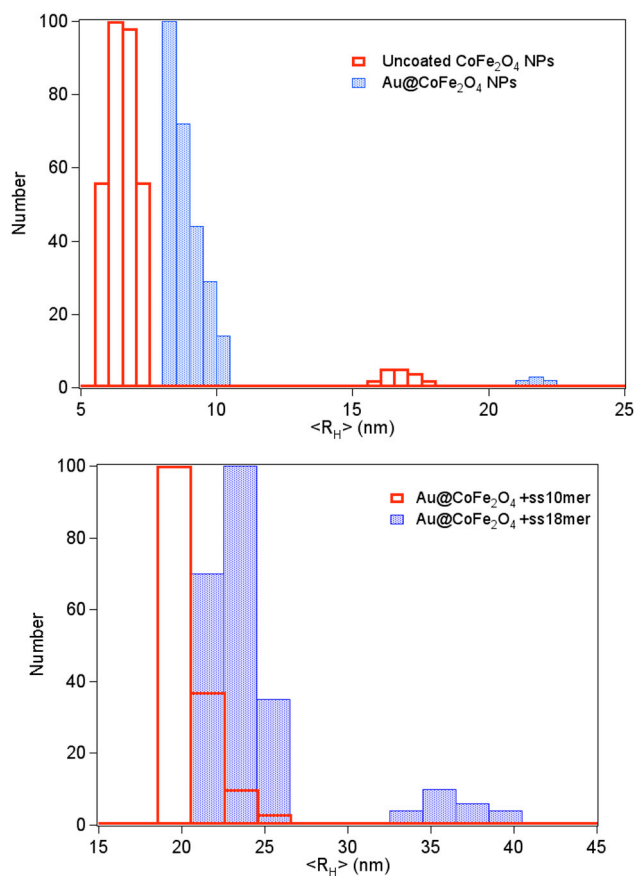 100
80
60
40
20
0
Number
Uncoated CoFe₂O₄ NPs
Au@CoFe₂O₄ NPs
5 10 15 20 25
<R_H> (nm)
100
80
60
40
20
0
Number
Au@CoFe₂O₄ +ss10mer
Au@CoFe₂O₄ +ss18mer
15 20 25 30 35 40 45
<R_H> (nm)